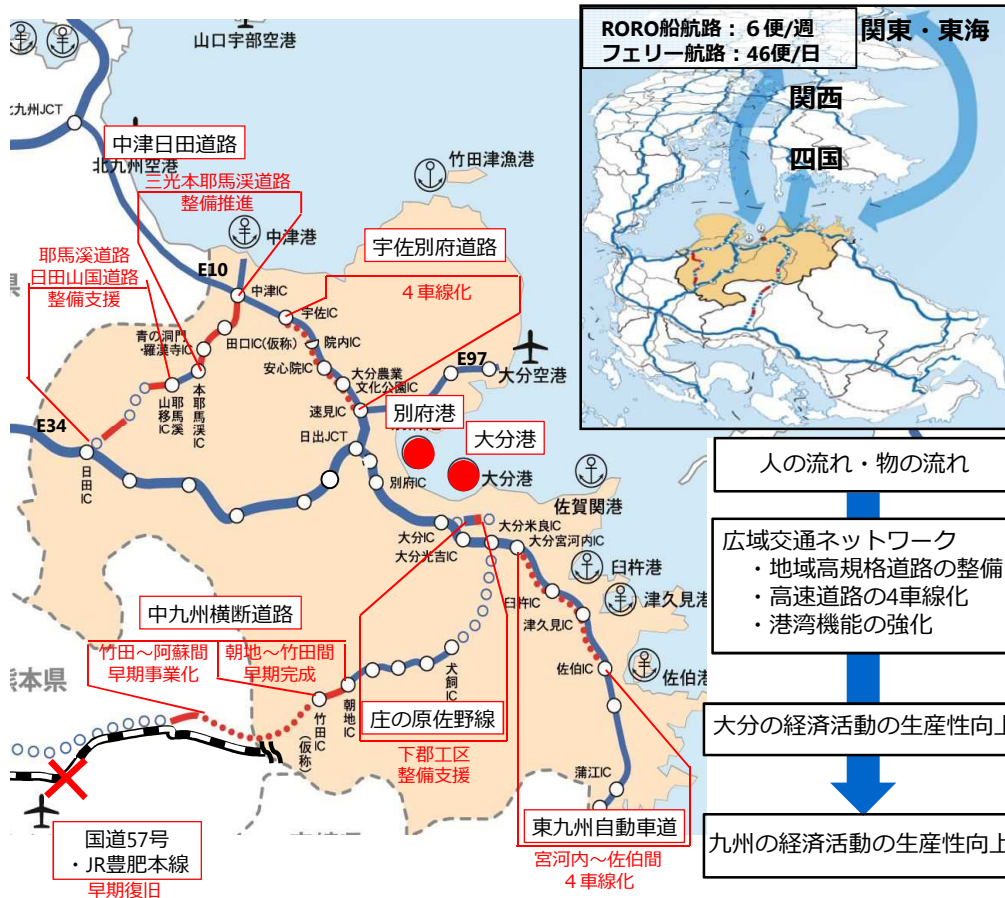 山口宇部空港
北九州JCT
北九州空港
中津日田道路
三光本耶馬溪道路
整備推進
竹田津漁港
中津港
耶馬溪道路
日田山国道路
整備支援
宇佐別府道路
４車線化
E10
中津IC
宇佐IC
田口IC(仮称)
院内IC
青の洞門
・羅漢寺IC
安心院IC
大分農業
文化公園IC
E97
大分空港
耶馬溪
山移IC
本耶馬溪IC
速見IC
別府港
大分港
E34
日田IC
日出JCT
別府IC
大分港
佐賀関港
大分IC
大分米良IC
大分光吉IC
大分宮河内IC
臼杵港
臼杵IC
津久見港
津久見IC
中九州横断道路
竹田～阿蘇間
早期事業化
朝地～竹田間
早期完成
犬飼IC
佐伯IC
佐伯港
熊本県
朝地IC
竹田IC
(仮称)
庄の原佐野線
下郡工区
整備支援
蒲江IC
国道57号
・JR豊肥本線
早期復旧
東九州自動車道
宮河内～佐伯間
４車線化
RORO船航路：６便/週
フェリー航路：46便/日
関東・東海
関西
四国
人の流れ・物の流れ
広域交通ネットワーク
・地域高規格道路の整備
・高速道路の4車線化
・港湾機能の強化
大分の経済活動の生産性向上
九州の経済活動の生産性向上